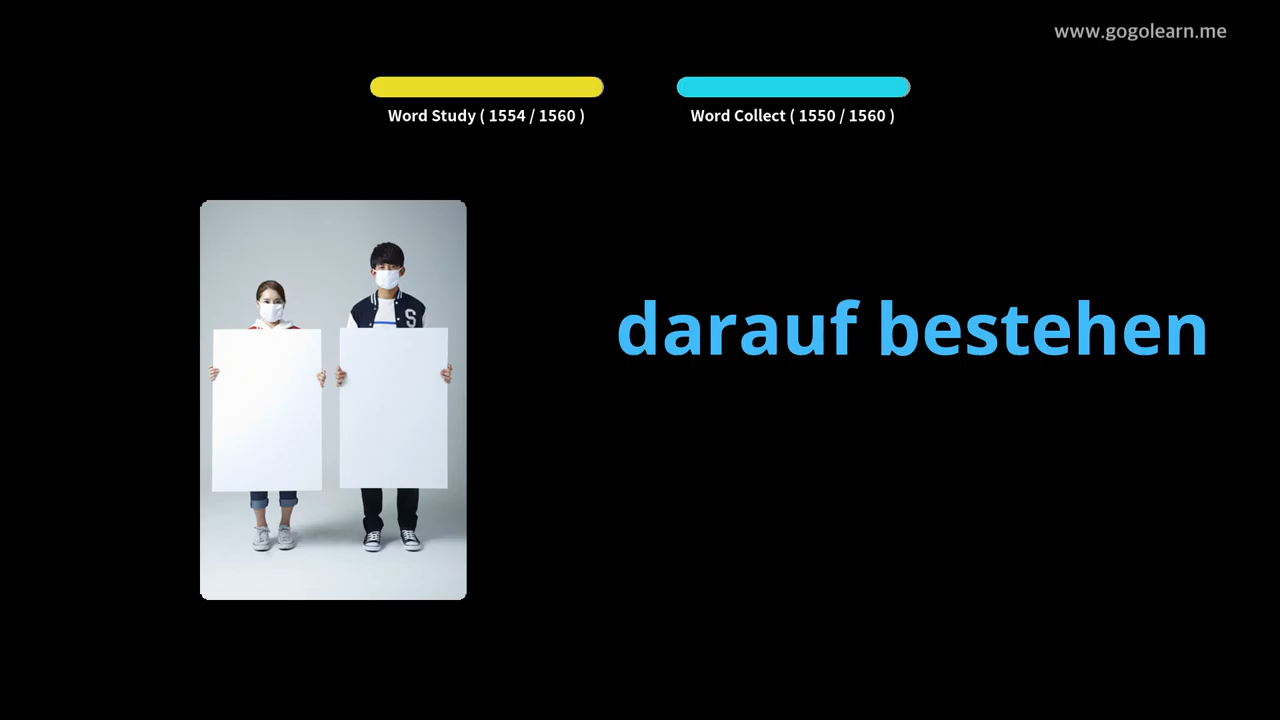 www.gogolearn.me
Word Study ( 1554 / 1560 )
Word Collect ( 1550 / 1560 )
S
darauf bestehen